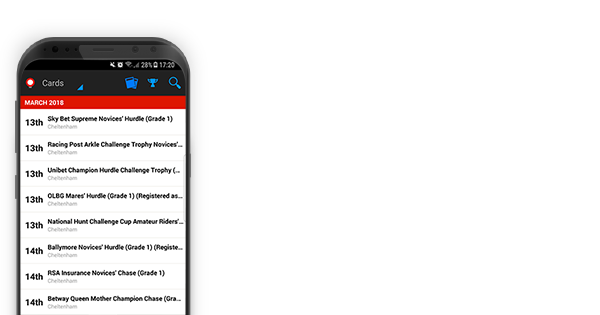 28% 17:20
Cards
MARCH 2018
13th Sky Bet Supreme Novices' Hurdle (Grade 1)
Cheltenham
13th Racing Post Arkle Challenge Trophy Novices'...
Cheltenham
13th Unibet Champion Hurdle Challenge Trophy (...
Cheltenham
13th OLBG Mares' Hurdle (Grade 1) (Registered as...
Cheltenham
13th National Hunt Challenge Cup Amateur Riders'...
Cheltenham
14th Ballymore Novices' Hurdle (Grade 1) (Registe...
Cheltenham
14th RSA Insurance Novices' Chase (Grade 1)
Cheltenham
14th Betway Queen Mother Champion Chase (Gra...
Cheltenham